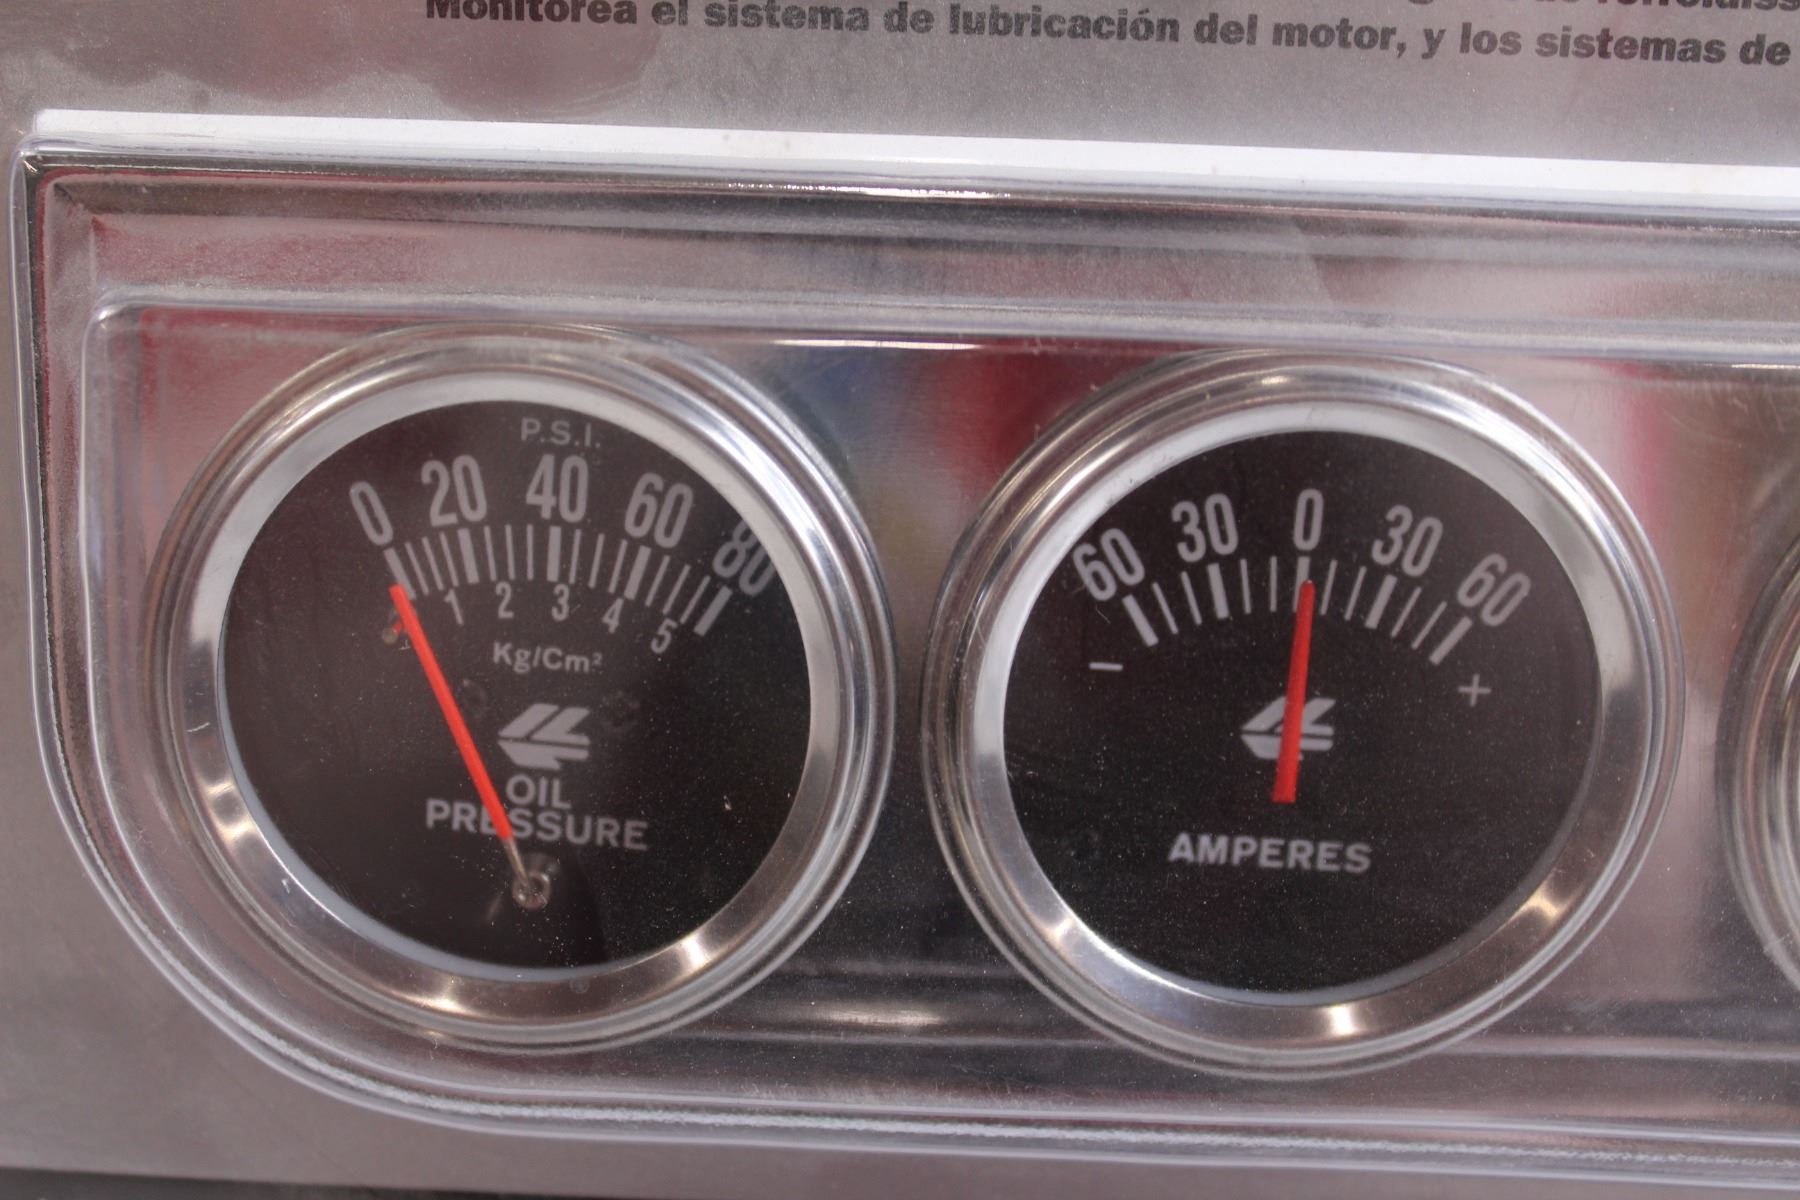 Monitorea el sistema de lubricación del motor, y los sistemas de
P.S.I.
0 20 40 60 80
1 2 3 4 5
Kg/Cm²
OIL
PRESSURE
60 30 0 30 60
− +
AMPERES